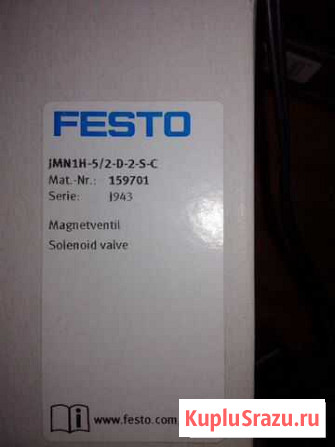 FESTO
JMN1H-5/2-D-2-S-C
Mat.-Nr.: 159701
Serie: J943
Magnetventil
Solenoid valve
www.festo.com
KupluSrazu.ru